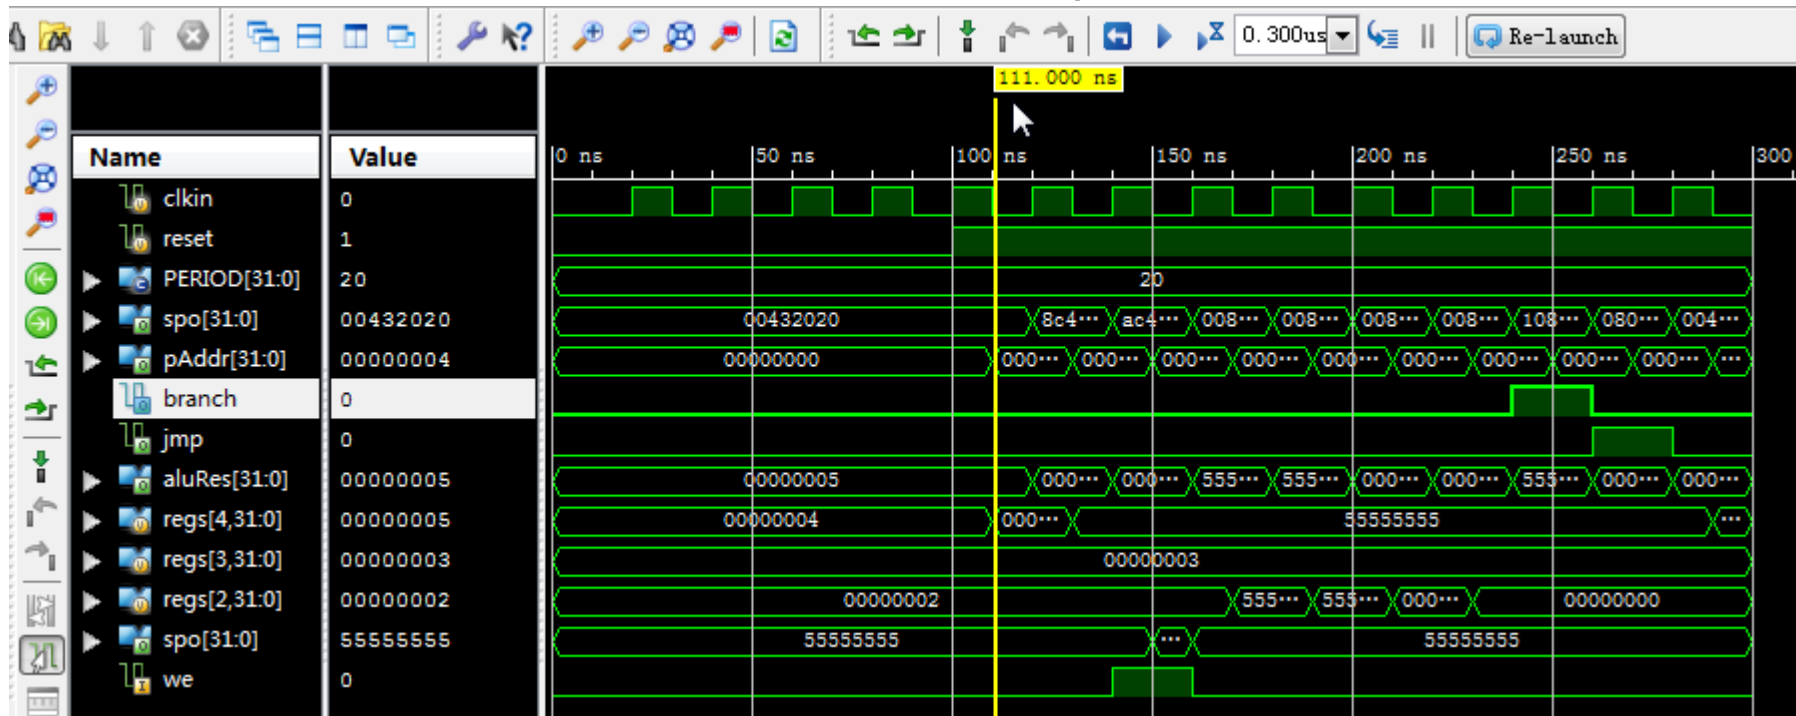 0.300us Re-launch
111.000 ns
Name Value 0 ns 50 ns 100 ns 150 ns 200 ns 250 ns 300
clkin 0
reset 1
PERIOD[31:0] 20 20
spo[31:0] 00432020 00432020 8c4··· ac4··· 008··· 008··· 008··· 008··· 108··· 080··· 004···
pAddr[31:0] 00000004 00000000 000··· 000··· 000··· 000··· 000··· 000··· 000··· 000··· 000··· ···
branch 0
jmp 0
aluRes[31:0] 00000005 00000005 000··· 000··· 555··· 555··· 000··· 000··· 555··· 000··· 000···
regs[4,31:0] 00000005 00000004 000··· 55555555 ···
regs[3,31:0] 00000003 00000003
regs[2,31:0] 00000002 00000002 555··· 555··· 000··· 00000000
spo[31:0] 55555555 55555555 ··· 55555555
we 0